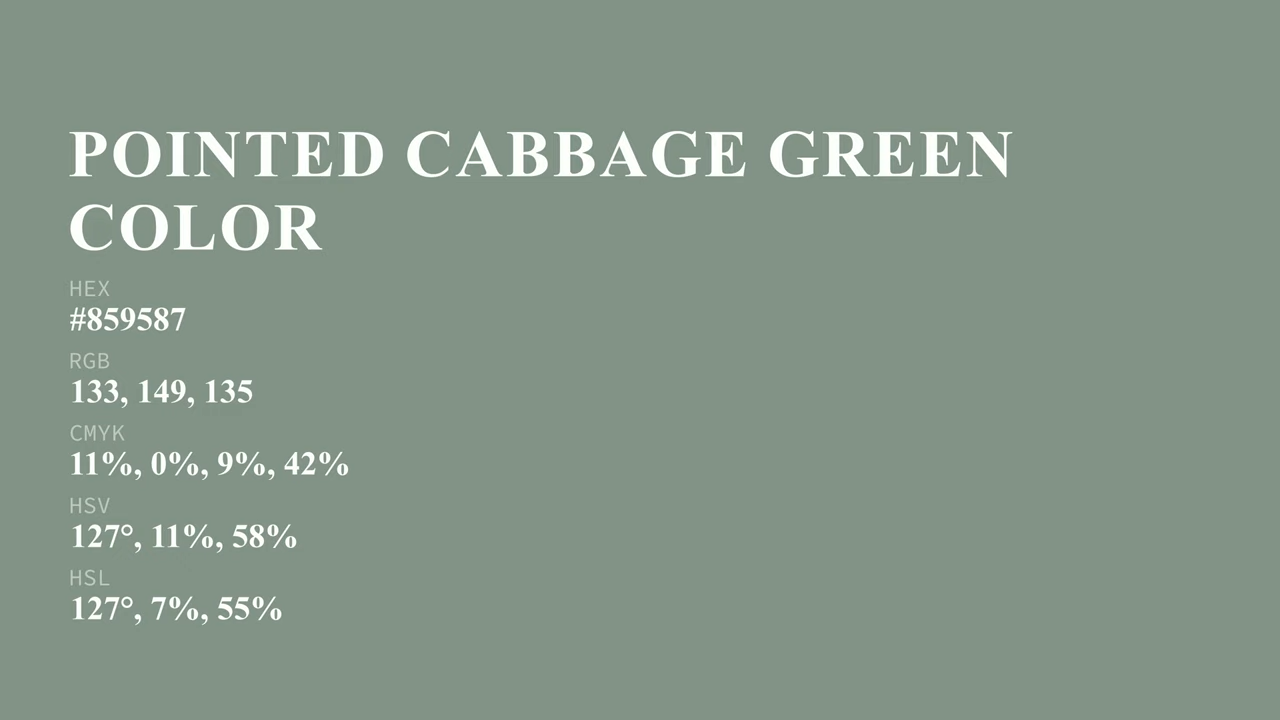 POINTED CABBAGE GREEN
COLOR
HEX
#859587
RGB
133, 149, 135
CMYK
11%, 0%, 9%, 42%
HSV
127°, 11%, 58%
HSL
127°, 7%, 55%